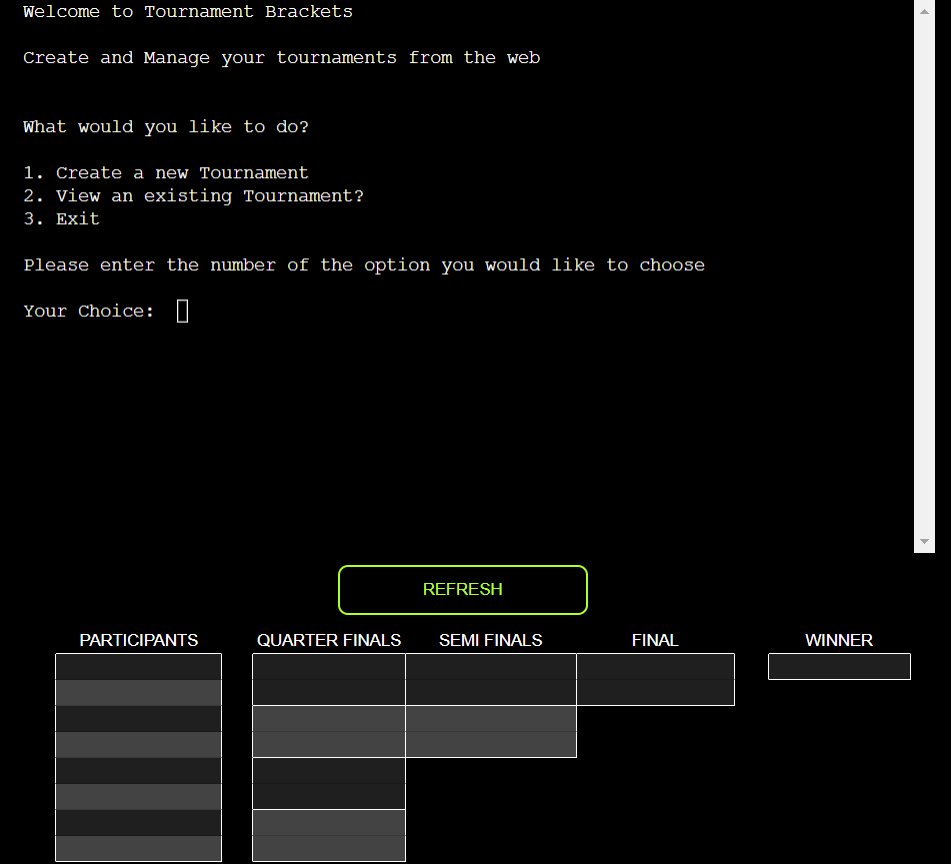 Welcome to Tournament Brackets
Create and Manage your tournaments from the web
What would you like to do?
1. Create a new Tournament
2. View an existing Tournament?
3. Exit
Please enter the number of the option you would like to choose
Your Choice:
REFRESH
PARTICIPANTS QUARTER FINALS SEMI FINALS FINAL WINNER